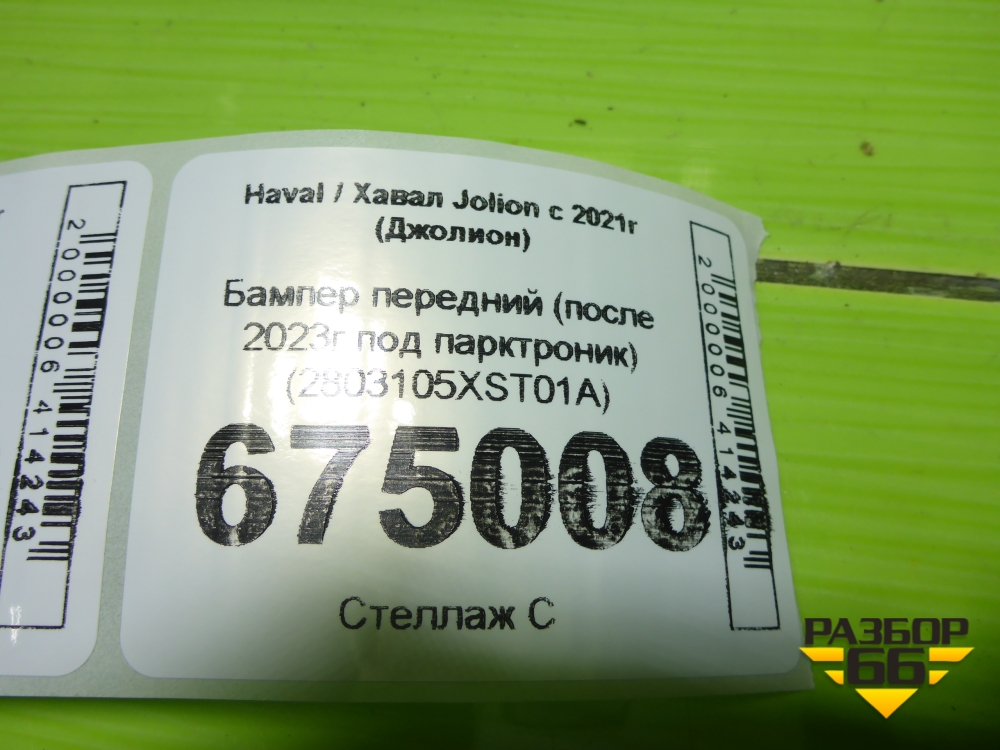 2000006414243
Haval / Хавал Jolion с 2021г
(Джолион)
Бампер передний (после
2023г под парктроник)
(2803105XST01A)
675008
Стеллаж С
2000006414243
РАЗБОР
66